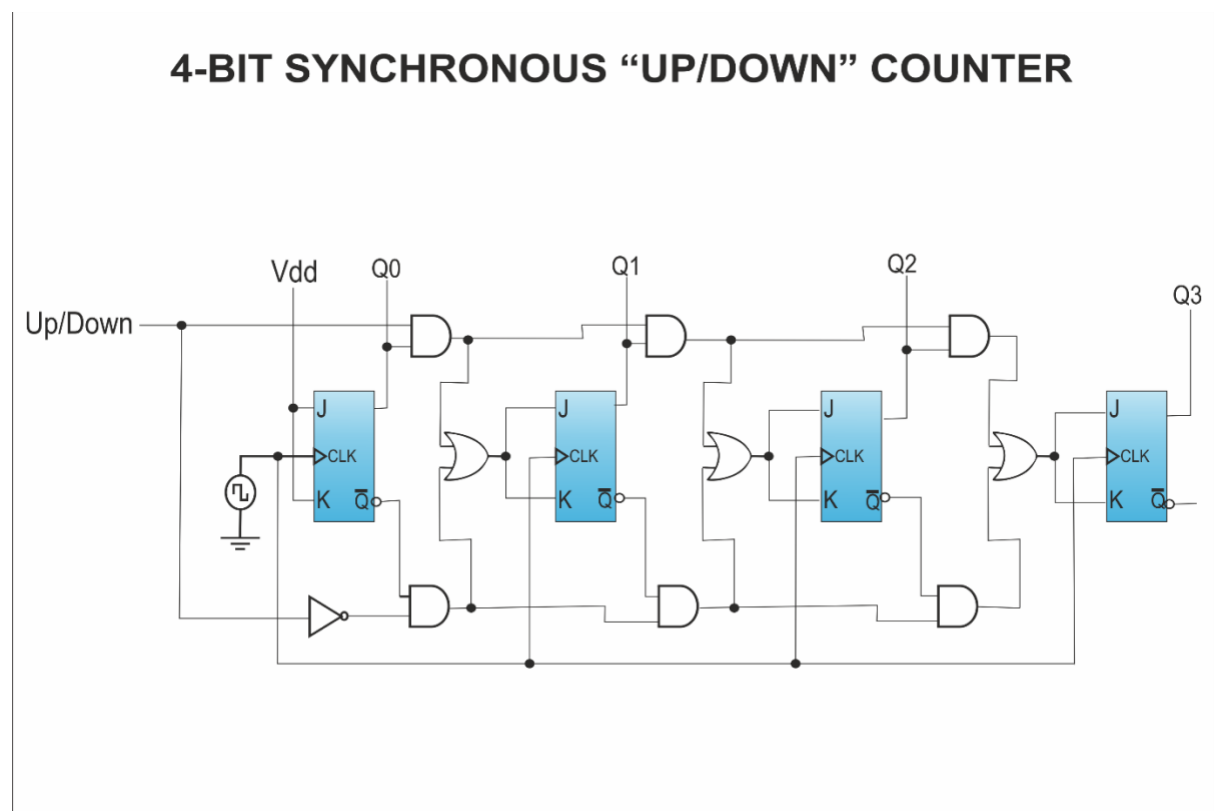 4-BIT SYNCHRONOUS “UP/DOWN” COUNTER
Vdd
Q0
Q1
Q2
Q3
Up/Down
J
CLK
K
Q̅
J
CLK
K
Q̅
J
CLK
K
Q̅
J
CLK
K
Q̅